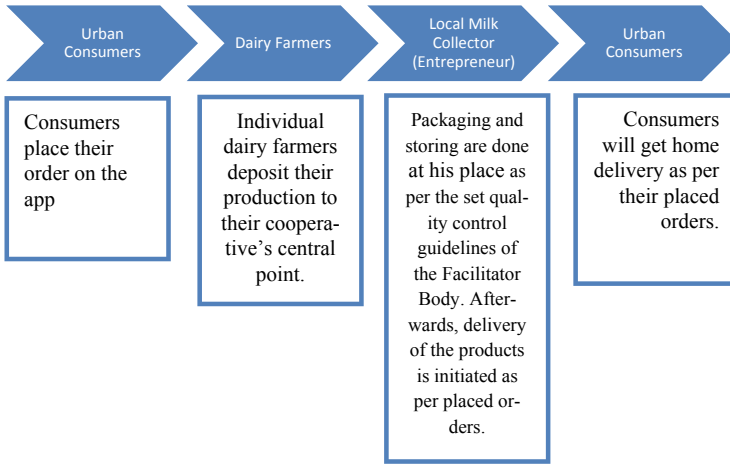 Urban
Consumers
Dairy Farmers
Local Milk
Collector
(Entrepreneur)
Urban
Consumers
Consumers
place their
order on the
app
Individual
dairy farmers
deposit their
production to
their coopera-
tive's central
point.
Packaging and
storing are done
at his place as
per the set qual-
ity control
guidelines of
the Facilitator
Body. After-
wards, delivery
of the products
is initiated as
per placed or-
ders.
Consumers
will get home
delivery as per
their placed
orders.